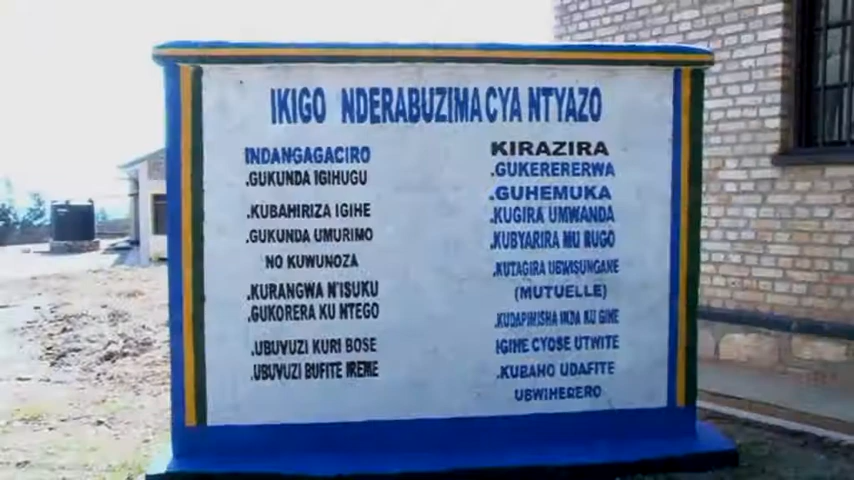 IKIGO NDERABUZIMA CYA NTYAZO
INDANGAGACIRO
.GUKUNDA IGIHUGU
.KUBAHIRIZA IGIHE
.GUKUNDA UMURIMO
NO KUWUNOZA
.KURANGWA N'ISUKU
.GUKORERA KU NTEGO
.UBUVUZI KURI BOSE
.UBUVUZI BUFITE IREME
KIRAZIRA
.GUKERERERWA
.GUHEMUKA
.KUGIRA UMWANDA
.KUBYARIRA MU RUGO
.KUTAGIRA UBWISUNGANE
(MUTUELLE)
.KUDAPIMISHA INDA KU GIHE
IGIHE CYOSE UTWITE
.KUBAHO UDAFITE
UBWIHERERO